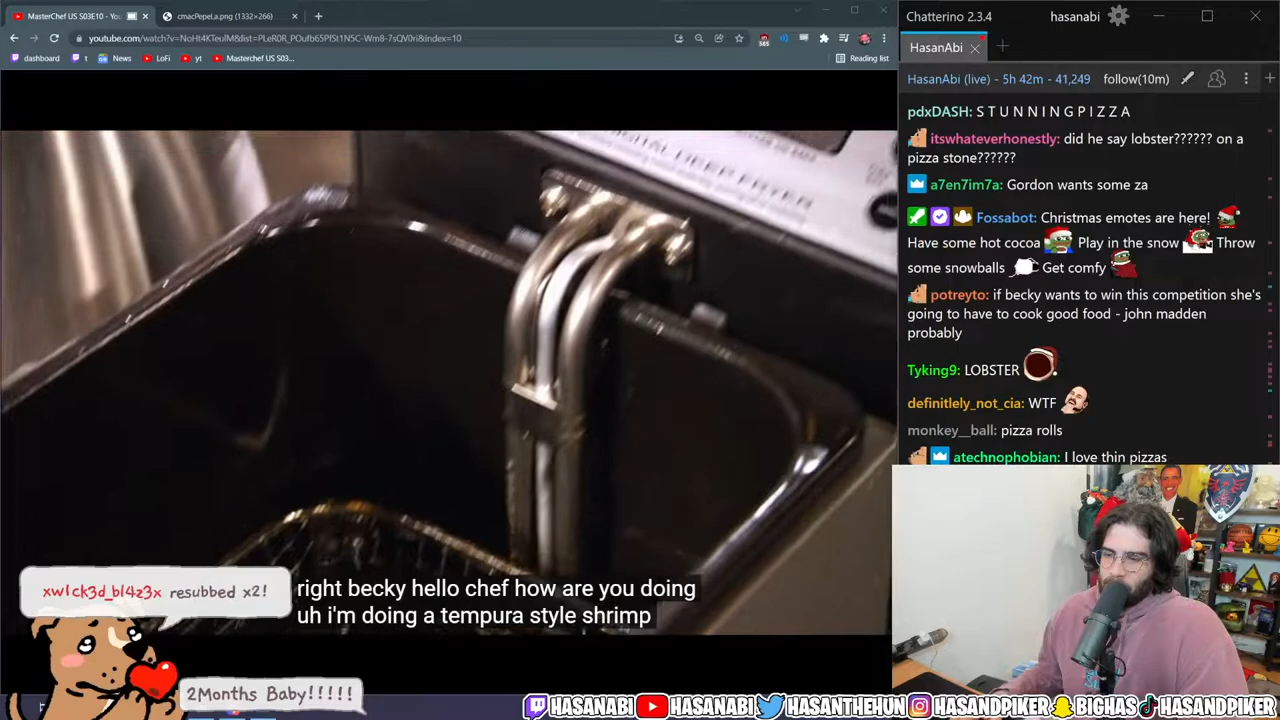 MasterChef US S03E10 -
cmacPepeLa.png (1332×266)
Chatterino 2.3.4
hasanabi
youtube.com/watch?v=NoHt4KTeulM&list=PLeR0R_POufb65PfSt1N5C-Wm8-7sQV0ri&index=10
HasanAbi
dashboard
t
News
LoFi
yt
Masterchef US S03...
Reading list
HasanAbi (live) - 5h 42m - 41,249
follow(10m)
pdxDASH: S T U N N I N G P I Z Z A
itswhateverhonestly: did he say lobster?????? on a
pizza stone??????
a7en7im7a: Gordon wants some za
Fossabot: Christmas emotes are here!
Have some hot cocoa Play in the snow Throw
some snowballs Get comfy
potreyto: if becky wants to win this competition she's
going to have to cook good food - john madden
probably
Tyking9: LOBSTER
definitlely_not_cia: WTF
monkey__ball: pizza rolls
atechnophobian: I love thin pizzas
DEEP FRYER
right becky hello chef how are you doing
uh i'm doing a tempura style shrimp
xw1ck3d_bl4z3x resubbed x2!
2Months Baby!!!!!
HASANABI
HASANABI
HASANTHEHUN
HASANDPIKER
BIGHAS
HASANDPIKER